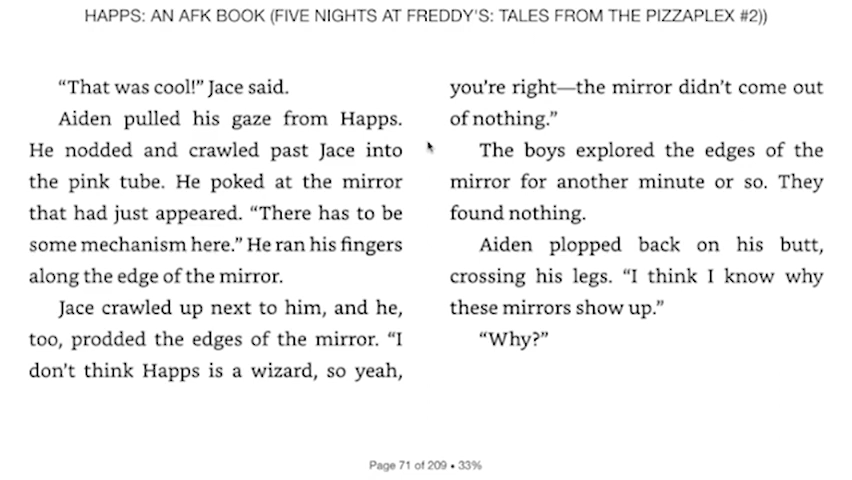 HAPPS: AN AFK BOOK (FIVE NIGHTS AT FREDDY'S: TALES FROM THE PIZZAPLEX #2))
“That was cool!” Jace said.
Aiden pulled his gaze from Happs.
He nodded and crawled past Jace into
the pink tube. He poked at the mirror
that had just appeared. “There has to be
some mechanism here.” He ran his fingers
along the edge of the mirror.
Jace crawled up next to him, and he,
too, prodded the edges of the mirror. “I
don’t think Happs is a wizard, so yeah,
you’re right—the mirror didn’t come out
of nothing.”
The boys explored the edges of the
mirror for another minute or so. They
found nothing.
Aiden plopped back on his butt,
crossing his legs. “I think I know why
these mirrors show up.”
“Why?”
Page 71 of 209 • 33%